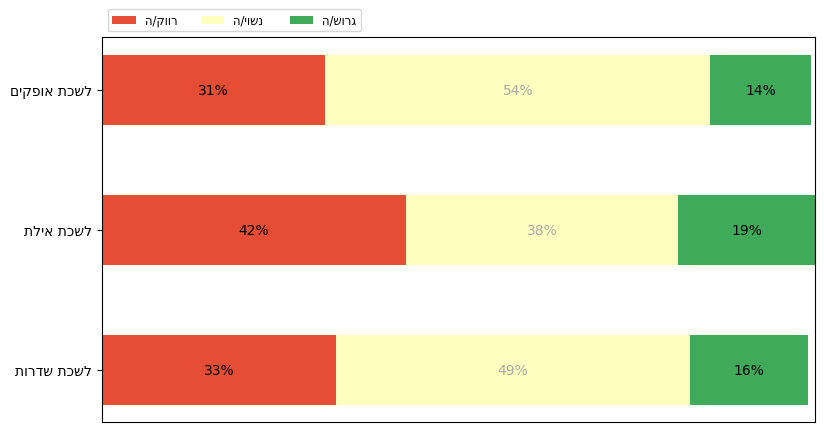 רווק/ה נשוי/ה גרוש/ה
לשכת אופקים 31% 54% 14%
לשכת אילת 42% 38% 19%
לשכת שדרות 33% 49% 16%